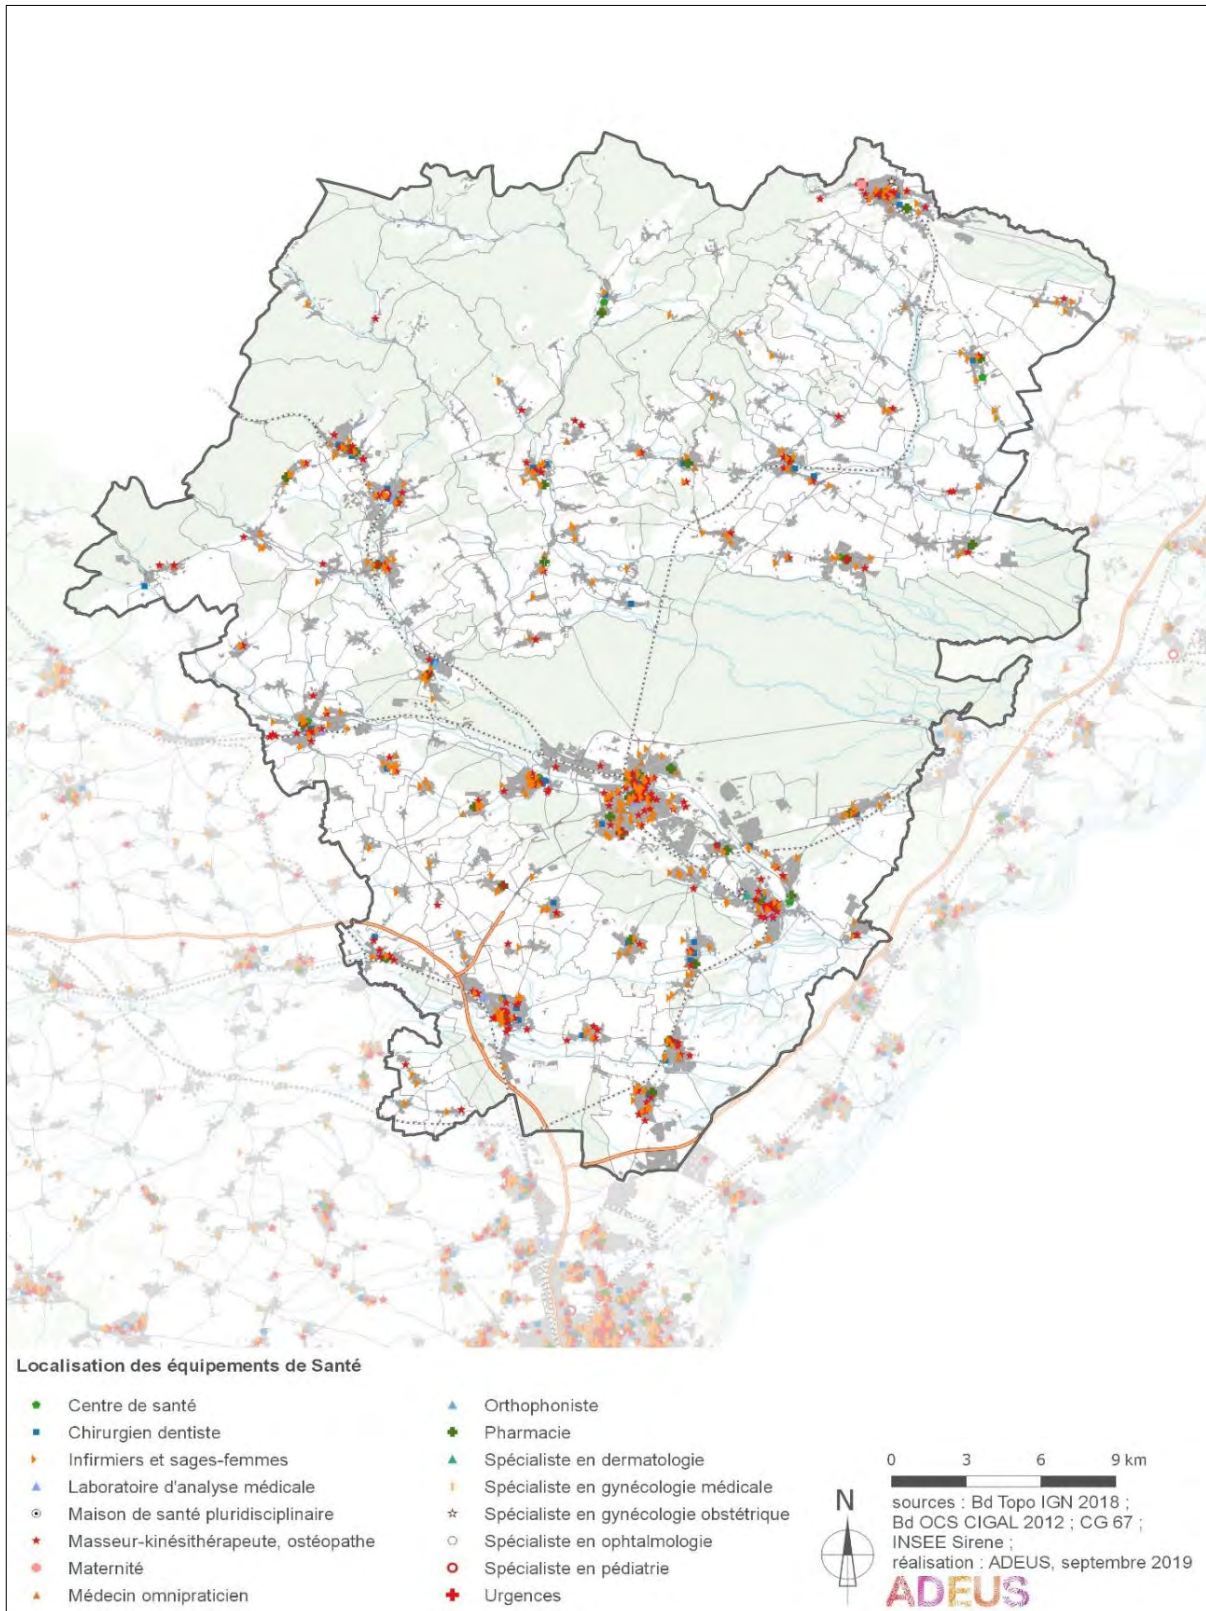 Localisation des équipements de Santé
Centre de santé
Chirurgien dentiste
Infirmiers et sages-femmes
Laboratoire d'analyse médicale
Maison de santé pluridisciplinaire
Masseur-kinésithérapeute, ostéopathe
Maternité
Médecin omnipraticien
Orthophoniste
Pharmacie
Spécialiste en dermatologie
Spécialiste en gynécologie médicale
Spécialiste en gynécologie obstétrique
Spécialiste en ophtalmologie
Spécialiste en pédiatrie
Urgences
N
0 3 6 9 km
sources : Bd Topo IGN 2018 ;
Bd OCS CIGAL 2012 ; CG 67 ;
INSEE Sirene ;
réalisation : ADEUS, septembre 2019
ADEUS